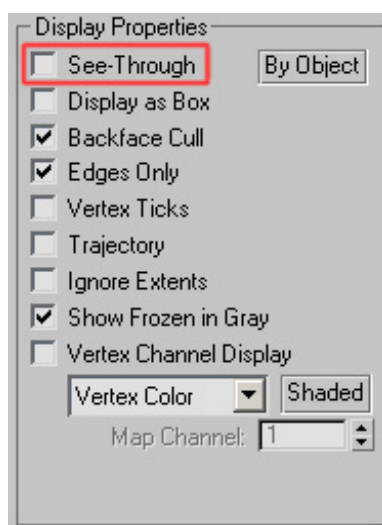 Display Properties
See-Through By Object
Display as Box
Backface Cull
Edges Only
Vertex Ticks
Trajectory
Ignore Extents
Show Frozen in Gray
Vertex Channel Display
Vertex Color Shaded
Map Channel: 1